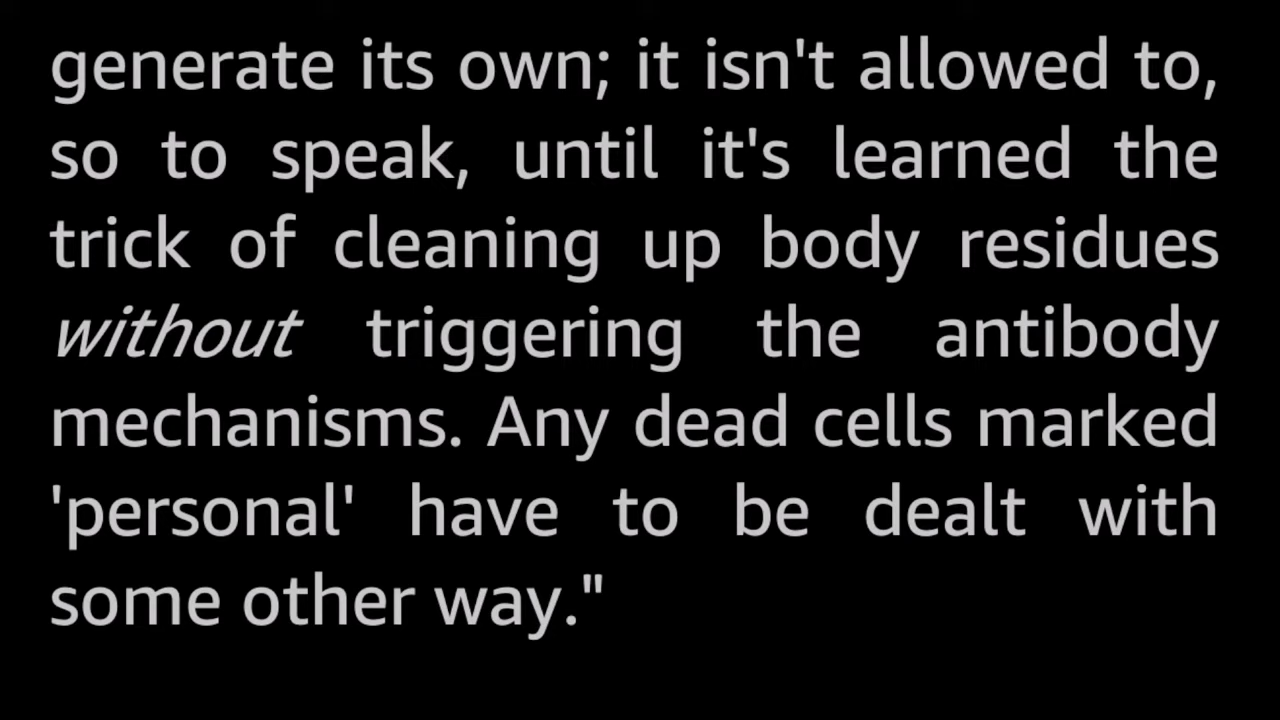 generate its own; it isn't allowed to,
so to speak, until it's learned the
trick of cleaning up body residues
without triggering the antibody
mechanisms. Any dead cells marked
'personal' have to be dealt with
some other way."